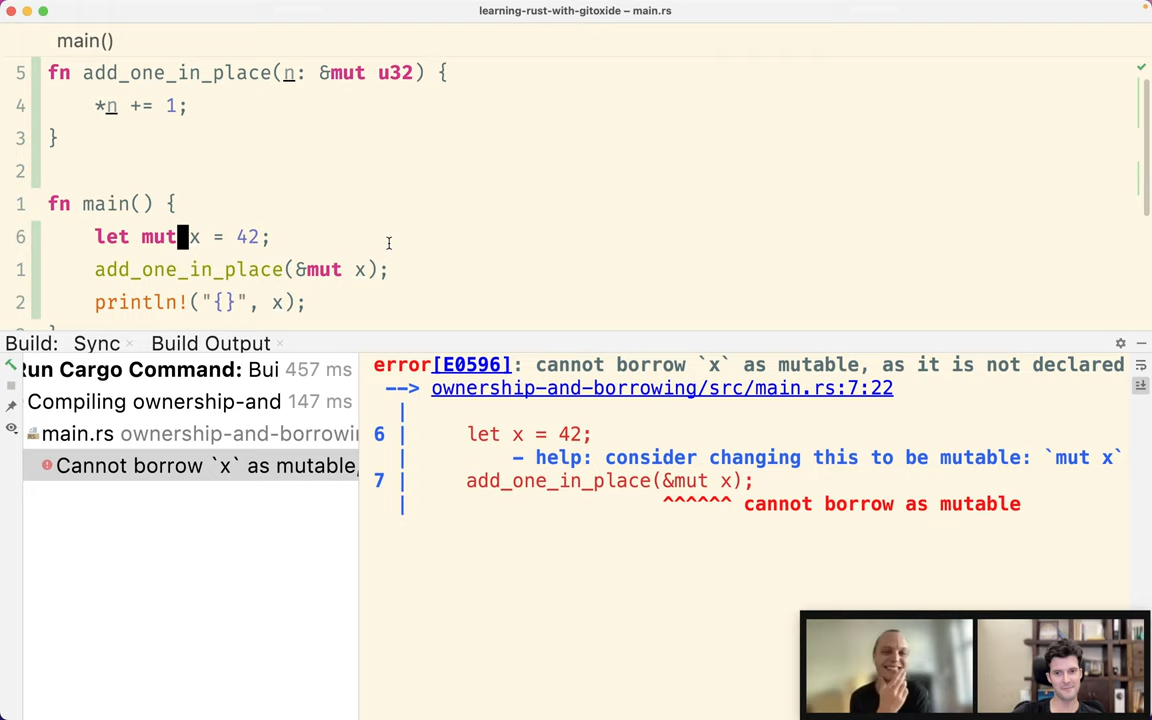 learning-rust-with-gitoxide – main.rs
main()
5 fn add_one_in_place(n: &mut u32) {
4 *n += 1;
3 }
2
1 fn main() {
6 let mut x = 42;
1 add_one_in_place(&mut x);
2 println!("{}", x);
Build: Sync × Build Output ×
Run Cargo Command: Bui 457 ms
Compiling ownership-and 147 ms
main.rs ownership-and-borrowi
Cannot borrow `x` as mutable,
error[E0596]: cannot borrow `x` as mutable, as it is not declared
--> ownership-and-borrowing/src/main.rs:7:22
|
6 | let x = 42;
| - help: consider changing this to be mutable: `mut x`
7 | add_one_in_place(&mut x);
| ^^^^^^ cannot borrow as mutable